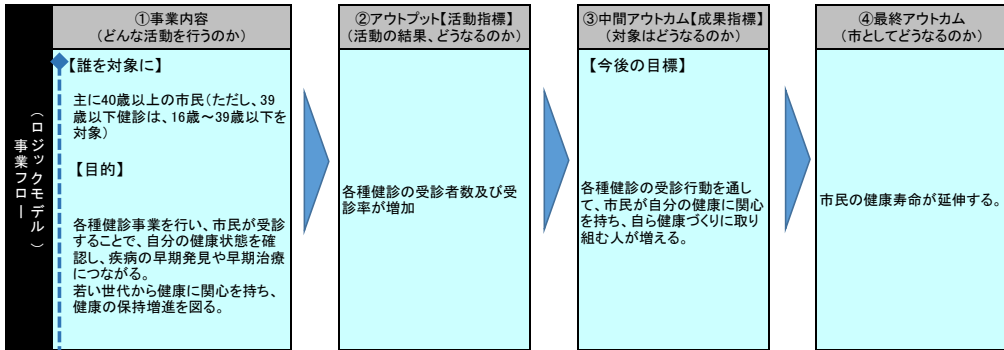 事業フロー
（ロジックモデル）
①事業内容
（どんな活動を行うのか）
【誰を対象に】
主に40歳以上の市民（ただし、39
歳以下健診は、16歳～39歳以下を
対象）
【目的】
各種健診事業を行い、市民が受診
することで、自分の健康状態を確
認し、疾病の早期発見や早期治療
につながる。
若い世代から健康に関心を持ち、
健康の保持増進を図る。
②アウトプット【活動指標】
（活動の結果、どうなるのか）
各種健診の受診者数及び受
診率が増加
③中間アウトカム【成果指標】
（対象はどうなるのか）
【今後の目標】
各種健診の受診行動を通し
て、市民が自分の健康に関心
を持ち、自ら健康づくりに取り
組む人が増える。
④最終アウトカム
（市としてどうなるのか）
市民の健康寿命が延伸する。